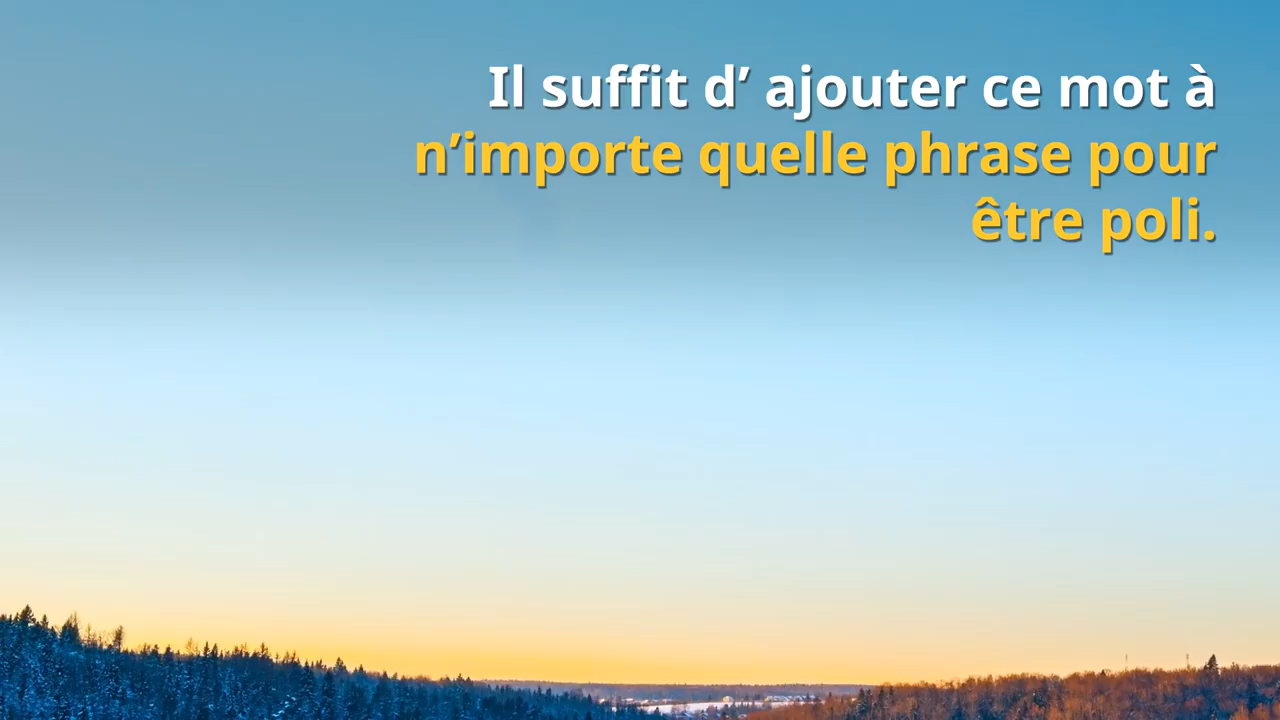 Il suffit d’ ajouter ce mot à
n’importe quelle phrase pour
être poli.